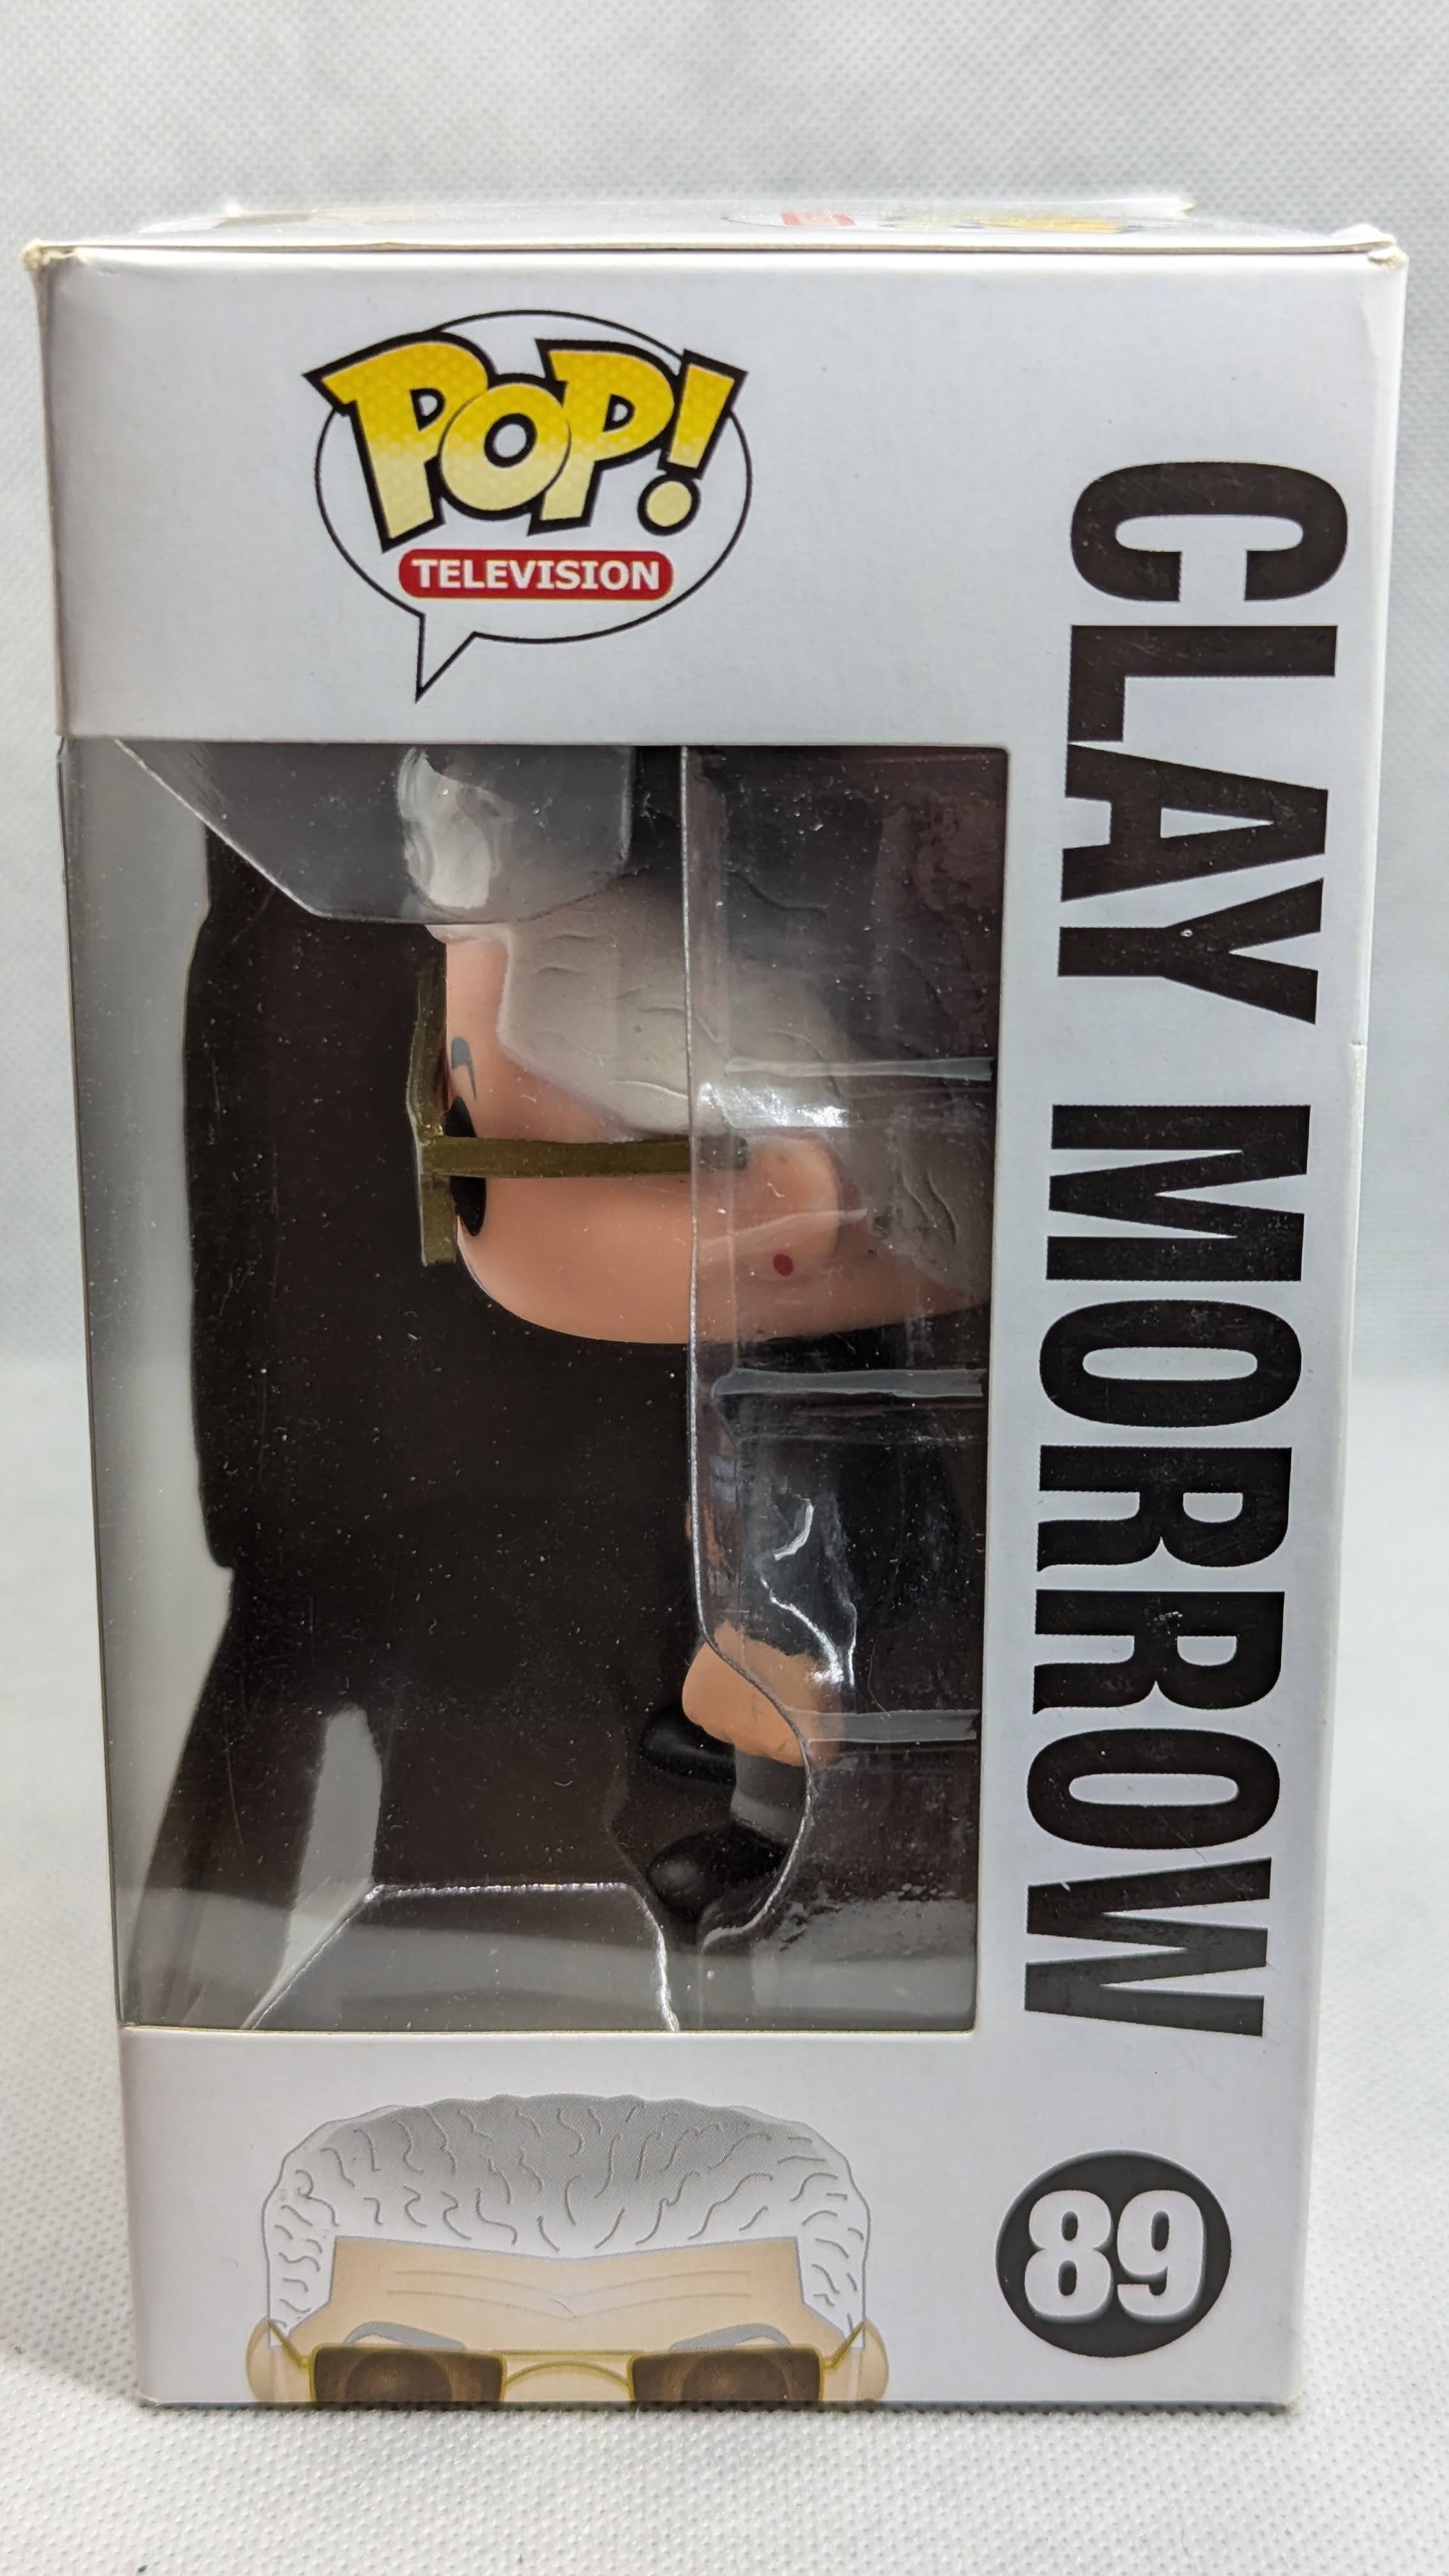 POP!
TELEVISION
CLAY MORROW
89